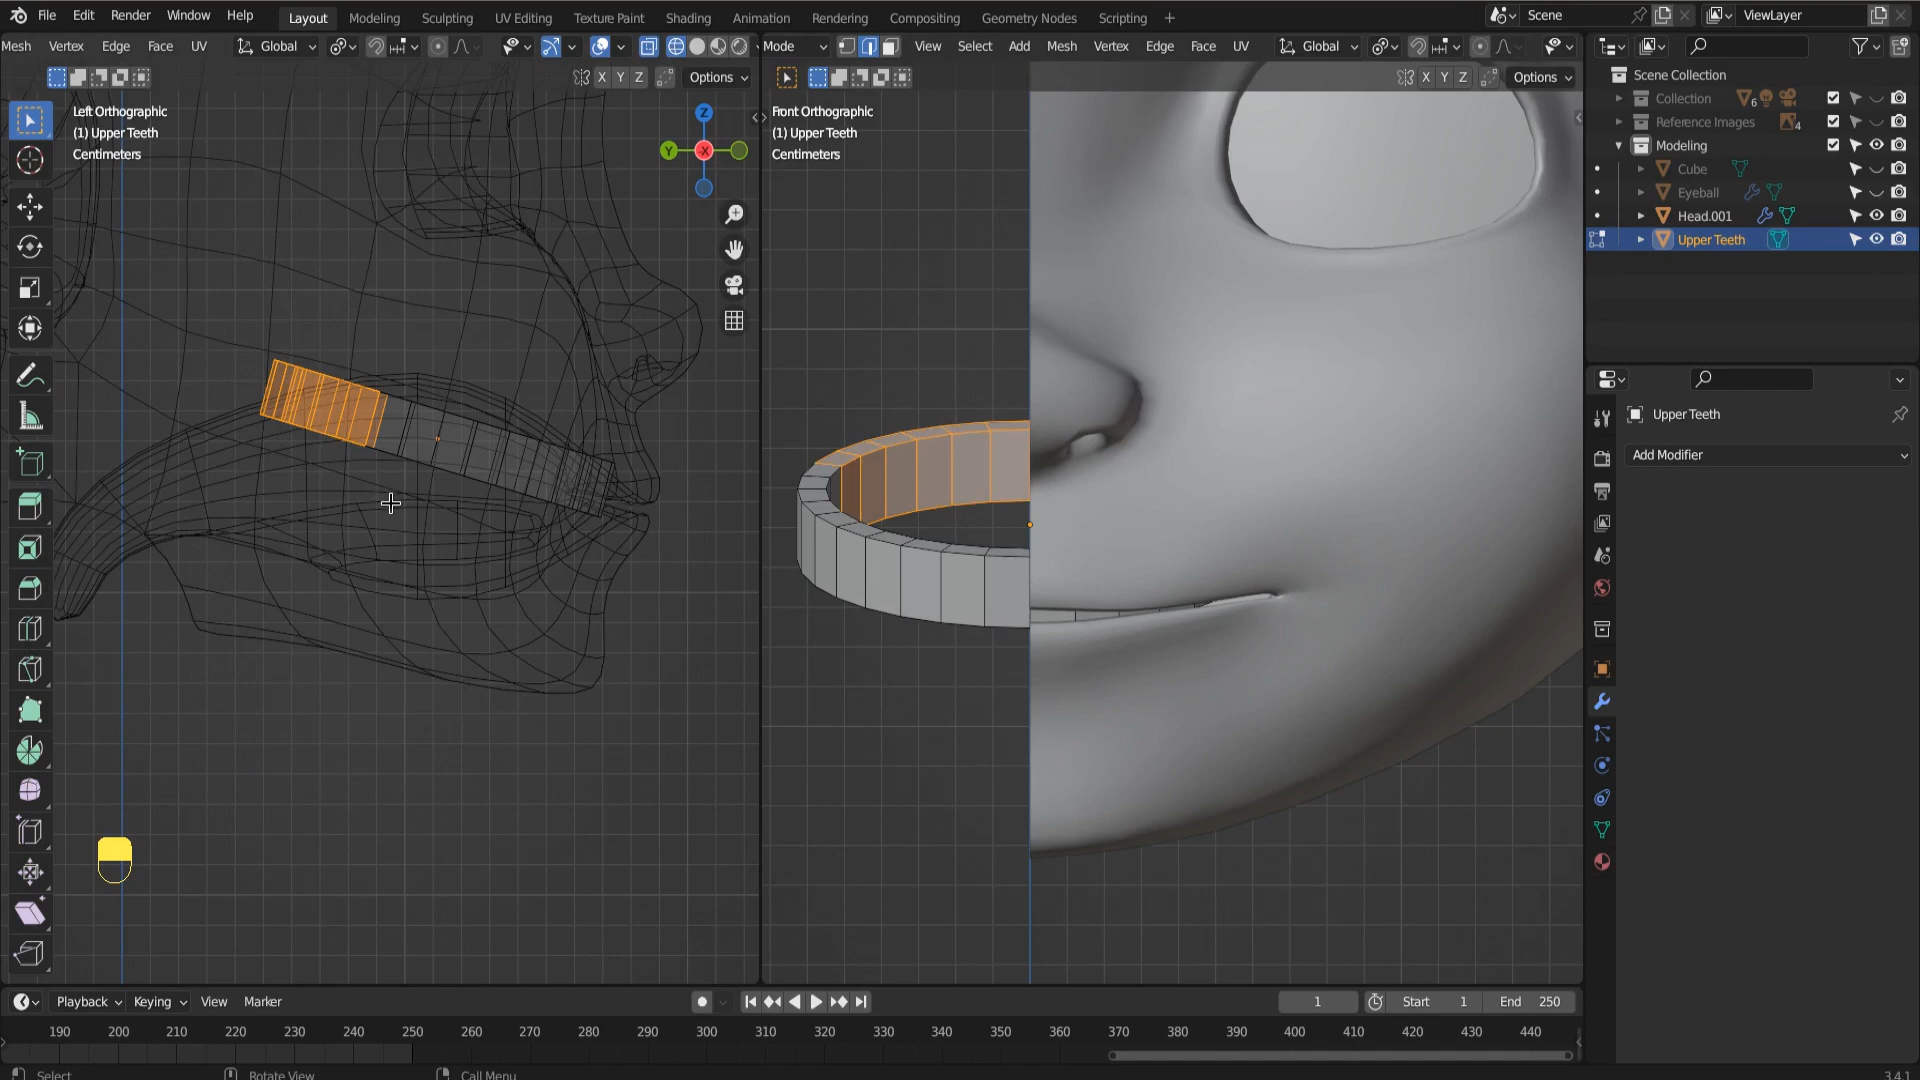 File Edit Render Window Help Layout Modeling Sculpting UV Editing Texture Paint Shading Animation Rendering Compositing Geometry Nodes Scripting + Scene ViewLayer
Mesh Vertex Edge Face UV Global
Mode View Select Add Mesh Vertex Edge Face UV Global
X Y Z Options
X Y Z Options
Left Orthographic
(1) Upper Teeth
Centimeters
Z
Y
X
Front Orthographic
(1) Upper Teeth
Centimeters
Scene Collection
Collection 6
Reference Images 4
Modeling
Cube
Eyeball
Head.001
Upper Teeth
Upper Teeth
Add Modifier
Playback Keying View Marker 1 Start 1 End 250
190 200 210 220 230 240 250 260 270 280 290 300 310 320 330 340 350 360 370 380 390 400 410 420 430 440
Select Rotate View Call Menu 3.4.1